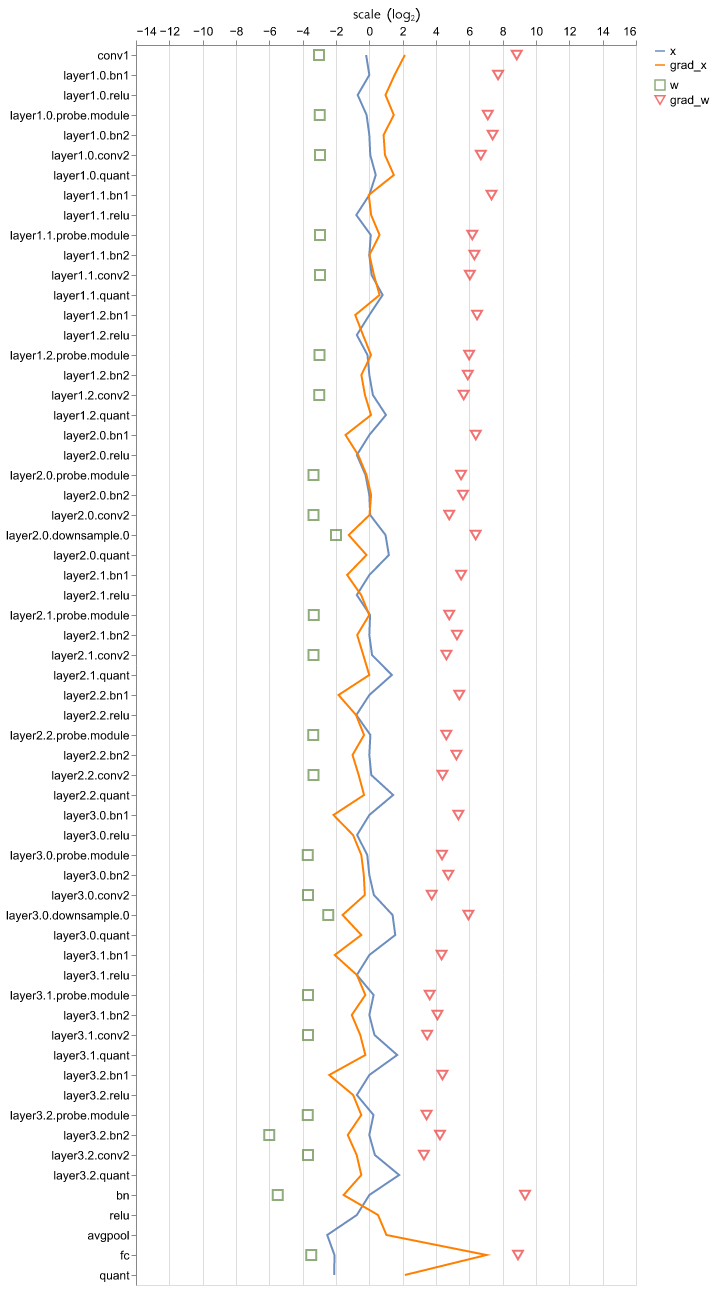 scale (log₂)
−14 −12 −10 −8 −6 −4 −2 0 2 4 6 8 10 12 14 16
x
grad_x
w
grad_w
conv1
layer1.0.bn1
layer1.0.relu
layer1.0.probe.module
layer1.0.bn2
layer1.0.conv2
layer1.0.quant
layer1.1.bn1
layer1.1.relu
layer1.1.probe.module
layer1.1.bn2
layer1.1.conv2
layer1.1.quant
layer1.2.bn1
layer1.2.relu
layer1.2.probe.module
layer1.2.bn2
layer1.2.conv2
layer1.2.quant
layer2.0.bn1
layer2.0.relu
layer2.0.probe.module
layer2.0.bn2
layer2.0.conv2
layer2.0.downsample.0
layer2.0.quant
layer2.1.bn1
layer2.1.relu
layer2.1.probe.module
layer2.1.bn2
layer2.1.conv2
layer2.1.quant
layer2.2.bn1
layer2.2.relu
layer2.2.probe.module
layer2.2.bn2
layer2.2.conv2
layer2.2.quant
layer3.0.bn1
layer3.0.relu
layer3.0.probe.module
layer3.0.bn2
layer3.0.conv2
layer3.0.downsample.0
layer3.0.quant
layer3.1.bn1
layer3.1.relu
layer3.1.probe.module
layer3.1.bn2
layer3.1.conv2
layer3.1.quant
layer3.2.bn1
layer3.2.relu
layer3.2.probe.module
layer3.2.bn2
layer3.2.conv2
layer3.2.quant
bn
relu
avgpool
fc
quant